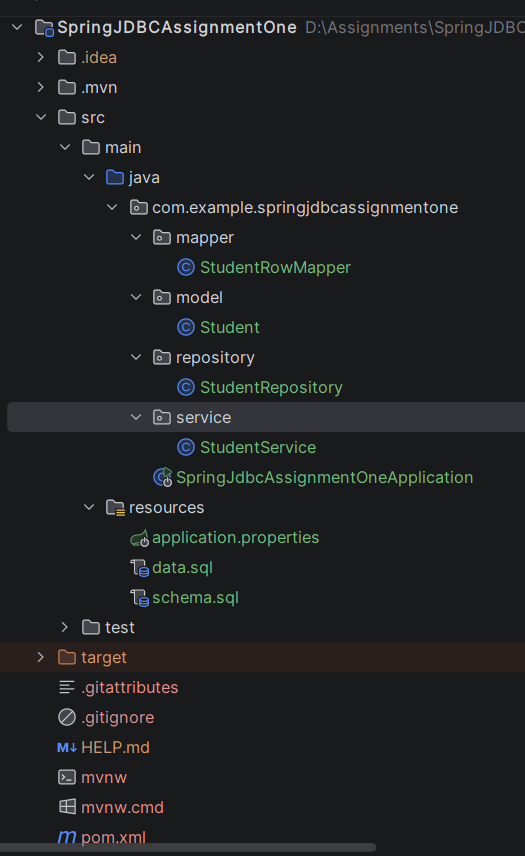 SpringJDBCAssignmentOne D:\Assignments\SpringJDBC
.idea
.mvn
src
main
java
com.example.springjdbcassignmentone
mapper
C StudentRowMapper
model
C Student
repository
C StudentRepository
service
C StudentService
C SpringJdbcAssignmentOneApplication
resources
application.properties
data.sql
schema.sql
test
target
.gitattributes
.gitignore
M↓ HELP.md
mvnw
mvnw.cmd
m pom.xml